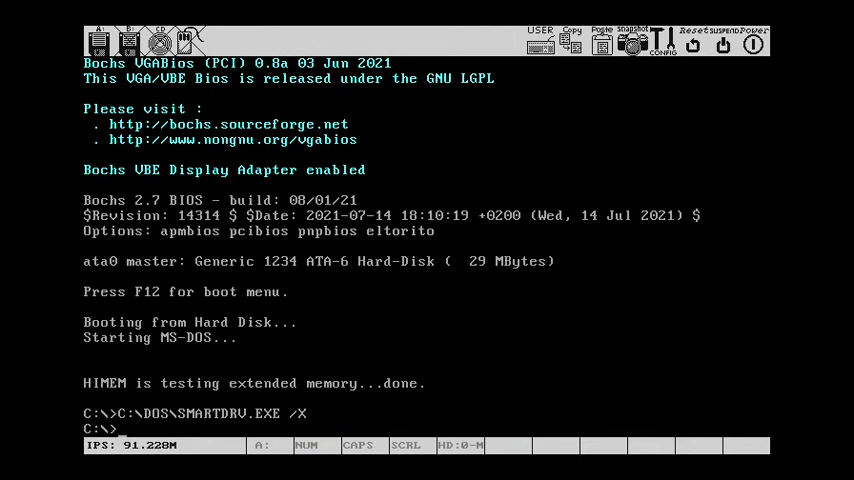 A: B: CD USER Copy Paste snapshot CONFIG Reset SUSPEND Power
Bochs VGABios (PCI) 0.8a 03 Jun 2021
This VGA/VBE Bios is released under the GNU LGPL
Please visit :
. http://bochs.sourceforge.net
. http://www.nongnu.org/vgabios
Bochs VBE Display Adapter enabled
Bochs 2.7 BIOS - build: 08/01/21
$Revision: 14314 $ $Date: 2021-07-14 18:10:19 +0200 (Wed, 14 Jul 2021) $
Options: apmbios pcibios pnpbios eltorito
ata0 master: Generic 1234 ATA-6 Hard-Disk (  29 MBytes)
Press F12 for boot menu.
Booting from Hard Disk...
Starting MS-DOS...
HIMEM is testing extended memory...done.
C:\>C:\DOS\SMARTDRV.EXE /X
C:\>_
IPS: 91.228M A: NUM CAPS SCRL HD:0-M